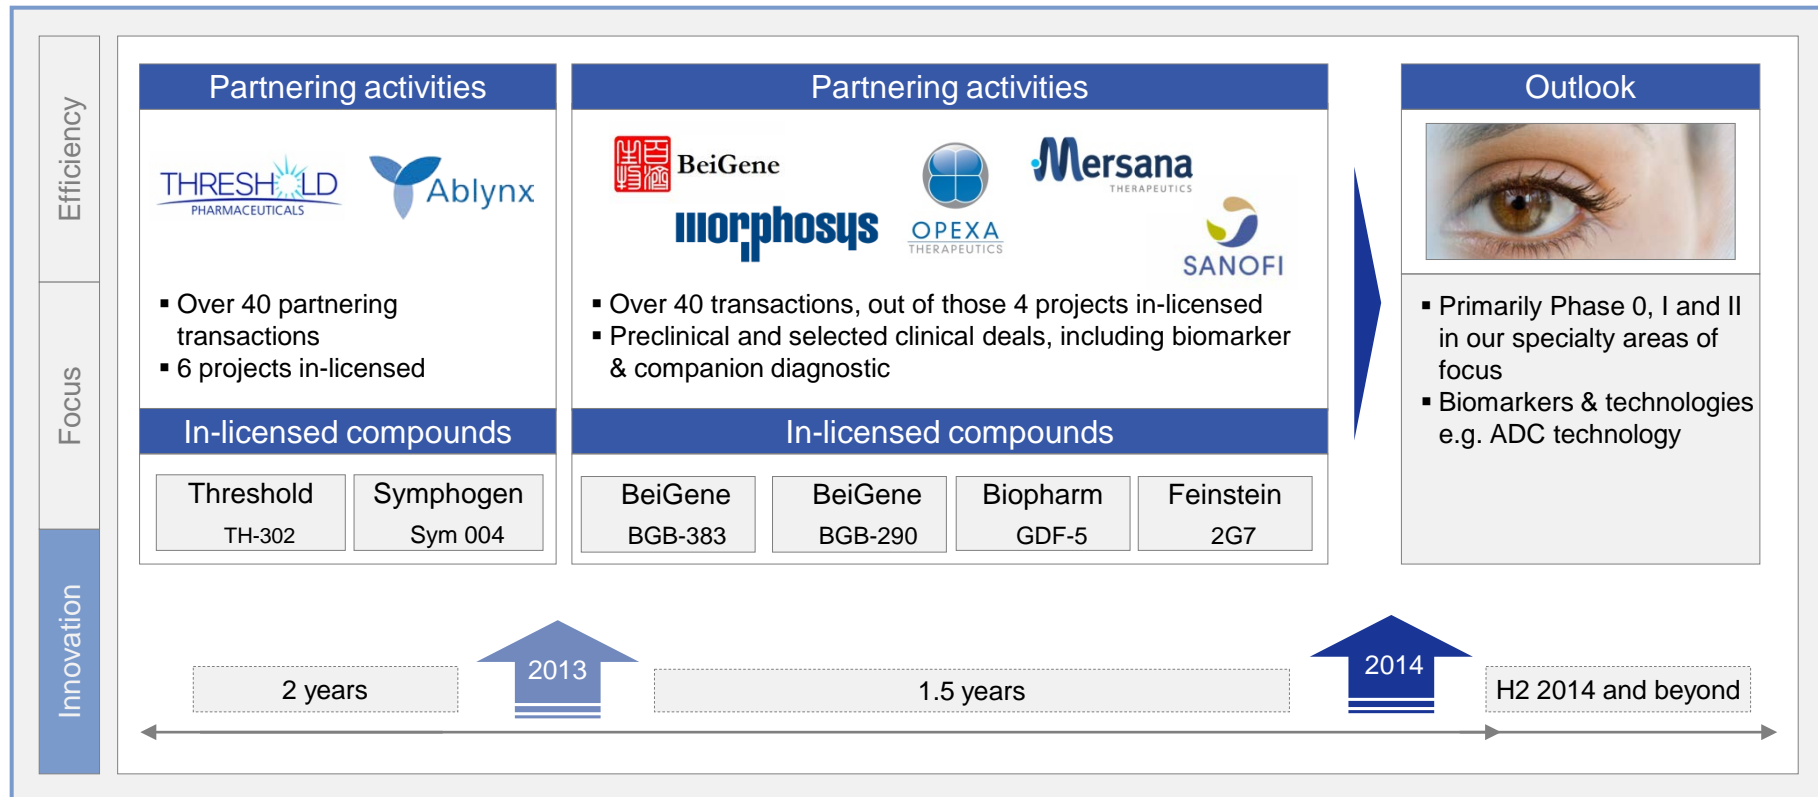 Efficiency
Focus
Innovation
Partnering activities
THRESHOLD
PHARMACEUTICALS
Ablynx
▪ Over 40 partnering
transactions
▪ 6 projects in-licensed
In-licensed compounds
Threshold
TH-302
Symphogen
Sym 004
Partnering activities
百濟
生物
BeiGene
morphosys
OPEXA
THERAPEUTICS
Mersana
THERAPEUTICS
SANOFI
▪ Over 40 transactions, out of those 4 projects in-licensed
▪ Preclinical and selected clinical deals, including biomarker
& companion diagnostic
In-licensed compounds
BeiGene
BGB-383
BeiGene
BGB-290
Biopharm
GDF-5
Feinstein
2G7
Outlook
▪ Primarily Phase 0, I and II
in our specialty areas of
focus
▪ Biomarkers & technologies
e.g. ADC technology
2 years
2013
1.5 years
2014
H2 2014 and beyond